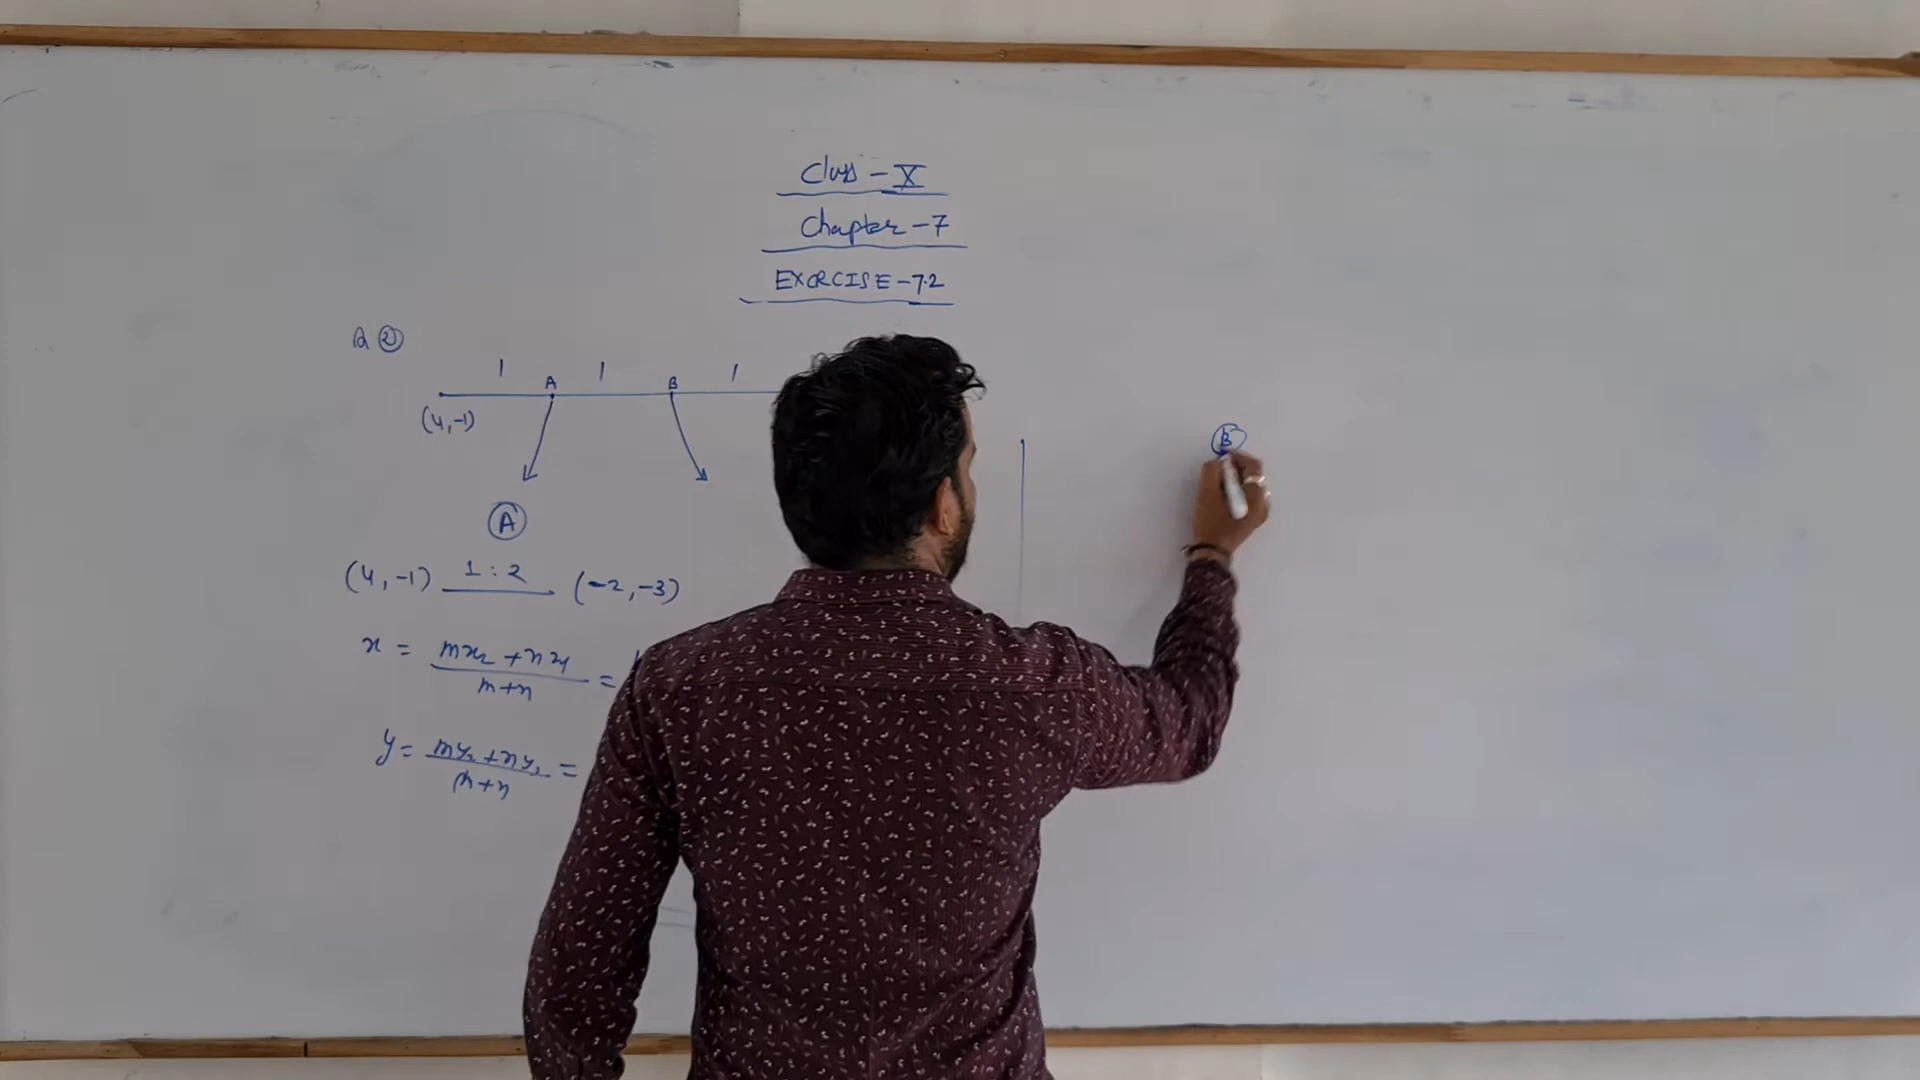 Class - X
Chapter - 7
EXERCISE - 7.2
Q ②
1 1 1
A B
(4,-1)
Ⓑ
Ⓐ
(4, -1) 1:2 (-2, -3)
x = mx₂ + nx₁ / m+n =
y = my₂ + ny₁ / m+n =